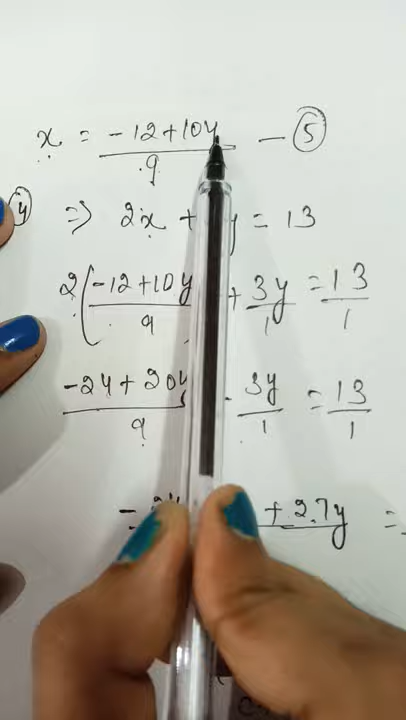 x = -12+10y / 9 — (5)
(4) => 2x + y = 13
2(-12+10y / 9 + 3y/1 = 13/1
-24 + 20y / 9 3y/1 = 13/1
= + 27y =